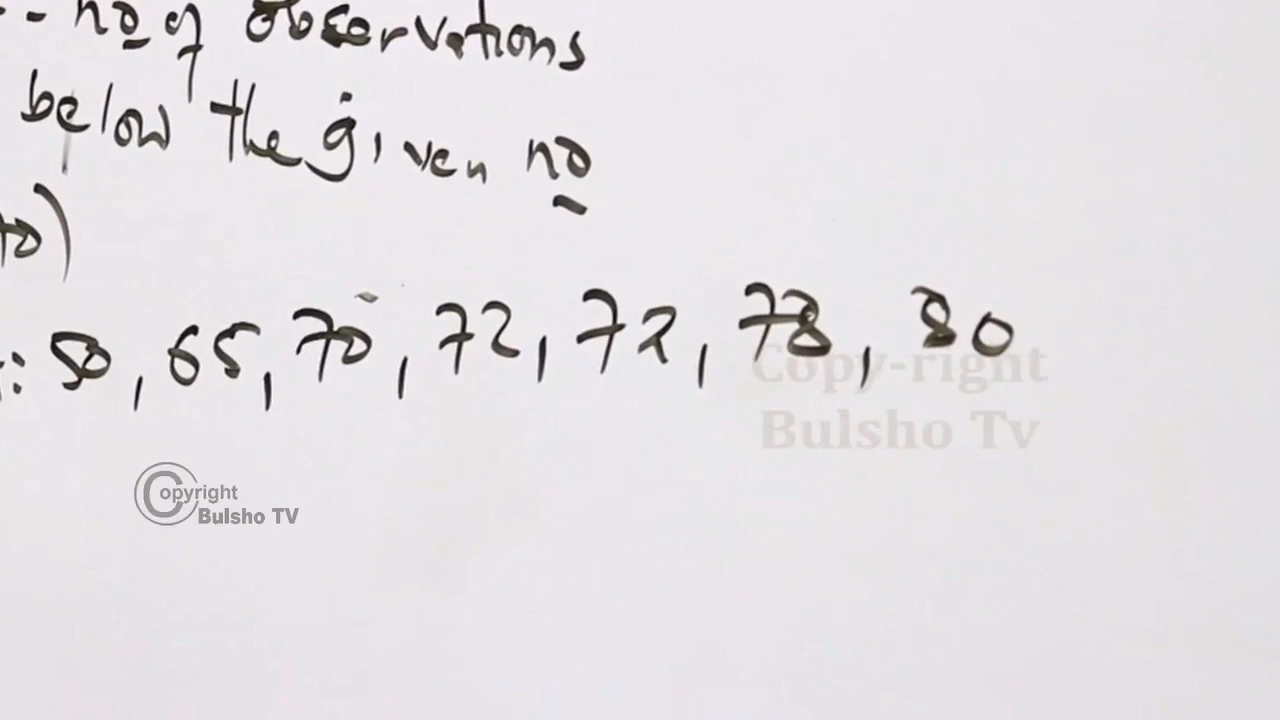 - no of observations
below the given no
: 50, 65, 70, 72, 72, 78, 80
Copy-right
Bulsho Tv
Copyright
Bulsho TV